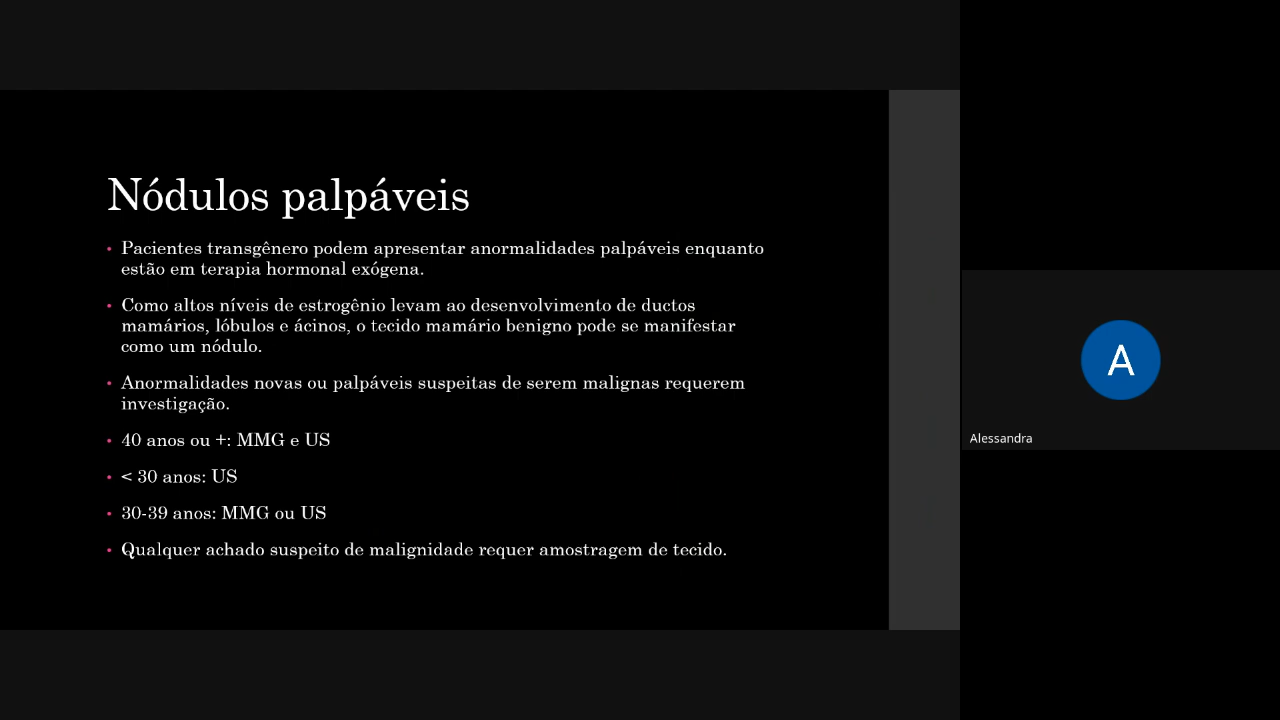 Nódulos palpáveis
• Pacientes transgênero podem apresentar anormalidades palpáveis enquanto
estão em terapia hormonal exógena.
• Como altos níveis de estrogênio levam ao desenvolvimento de ductos
mamários, lóbulos e ácinos, o tecido mamário benigno pode se manifestar
como um nódulo.
• Anormalidades novas ou palpáveis suspeitas de serem malignas requerem
investigação.
• 40 anos ou +: MMG e US
• < 30 anos: US
• 30-39 anos: MMG ou US
• Qualquer achado suspeito de malignidade requer amostragem de tecido.
A
Alessandra